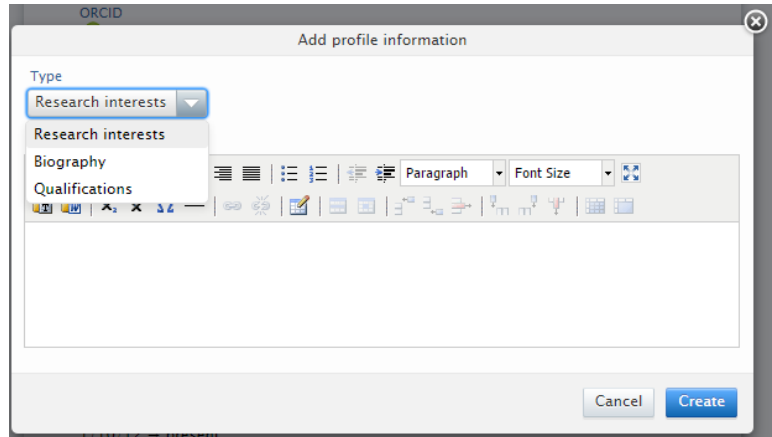 ORCID
Add profile information
Type
Research interests
Research interests
Biography
Qualifications
Paragraph Font Size
Cancel Create